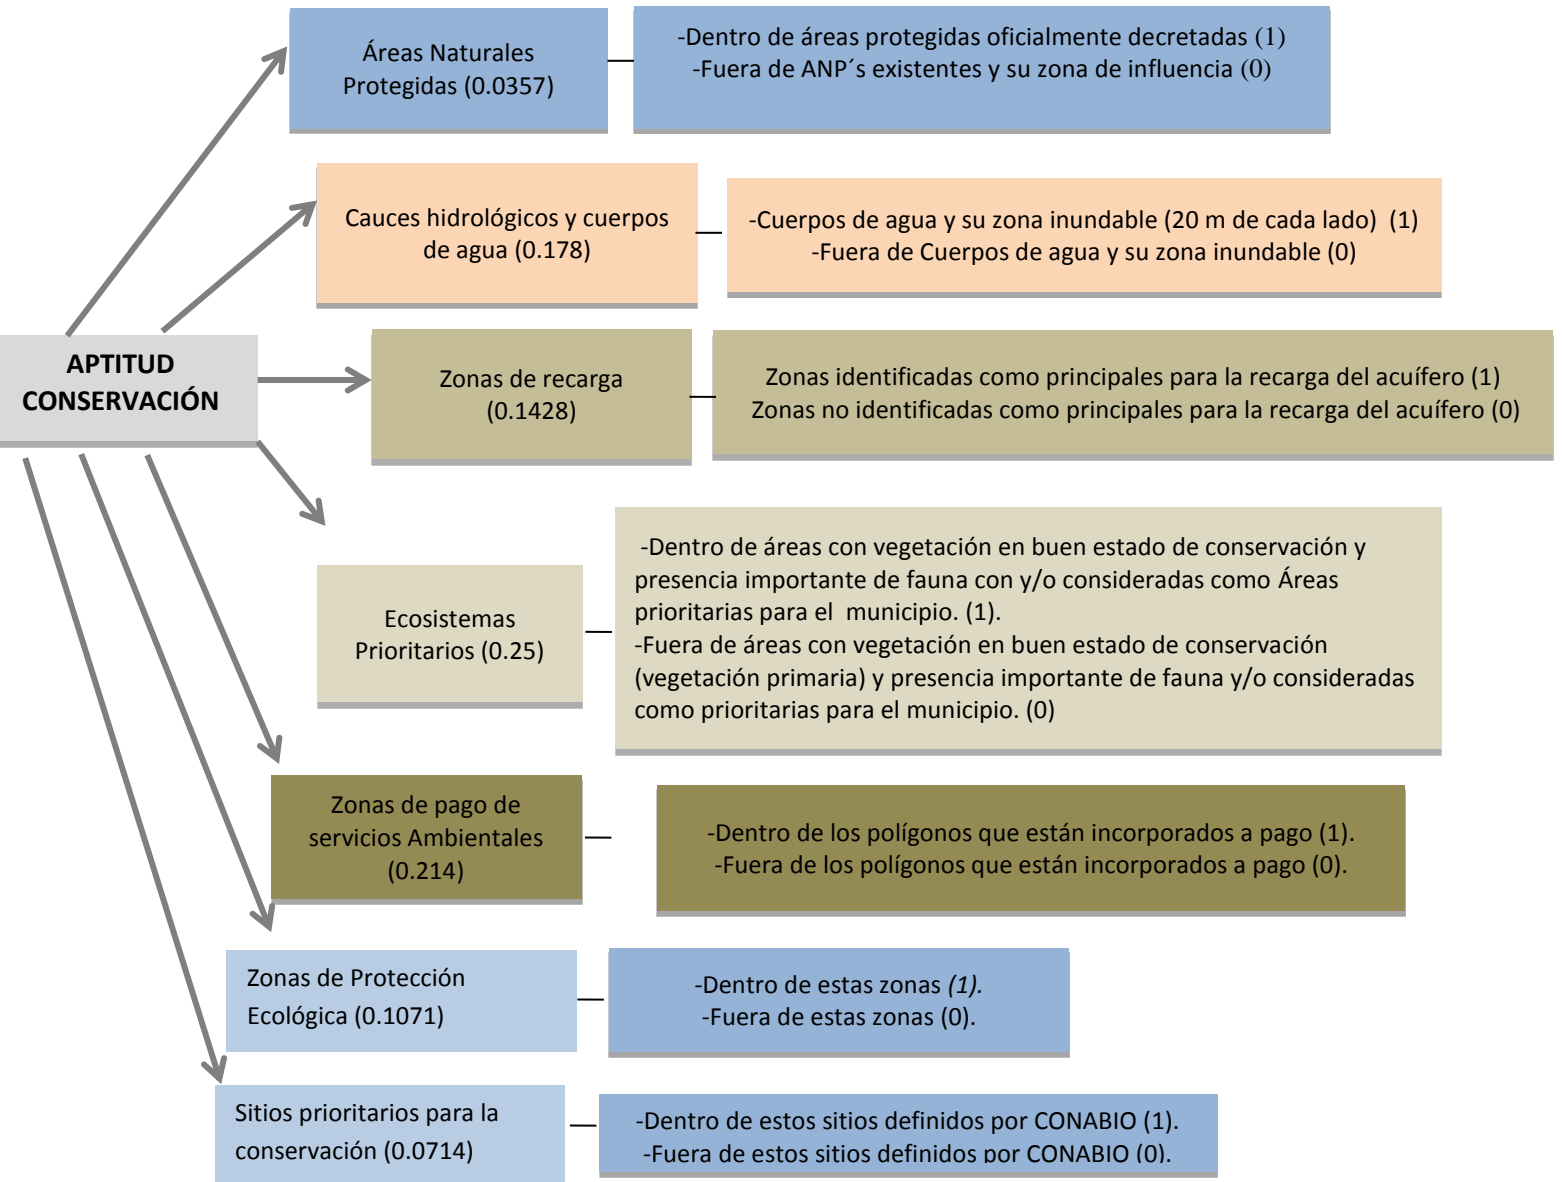 Áreas Naturales
Protegidas (0.0357)
-Dentro de áreas protegidas oficialmente decretadas (1)
-Fuera de ANP´s existentes y su zona de influencia (0)
Cauces hidrológicos y cuerpos
de agua (0.178)
-Cuerpos de agua y su zona inundable (20 m de cada lado)  (1)
-Fuera de Cuerpos de agua y su zona inundable (0)
APTITUD
CONSERVACIÓN
Zonas de recarga
(0.1428)
Zonas identificadas como principales para la recarga del acuífero (1)
Zonas no identificadas como principales para la recarga del acuífero (0)
Ecosistemas
Prioritarios (0.25)
-Dentro de áreas con vegetación en buen estado de conservación y
presencia importante de fauna con y/o consideradas como Áreas
prioritarias para el  municipio. (1).
-Fuera de áreas con vegetación en buen estado de conservación
(vegetación primaria) y presencia importante de fauna y/o consideradas
como prioritarias para el municipio. (0)
Zonas de pago de
servicios Ambientales
(0.214)
-Dentro de los polígonos que están incorporados a pago (1).
-Fuera de los polígonos que están incorporados a pago (0).
Zonas de Protección
Ecológica (0.1071)
-Dentro de estas zonas (1).
-Fuera de estas zonas (0).
Sitios prioritarios para la
conservación (0.0714)
-Dentro de estos sitios definidos por CONABIO (1).
-Fuera de estos sitios definidos por CONABIO (0).